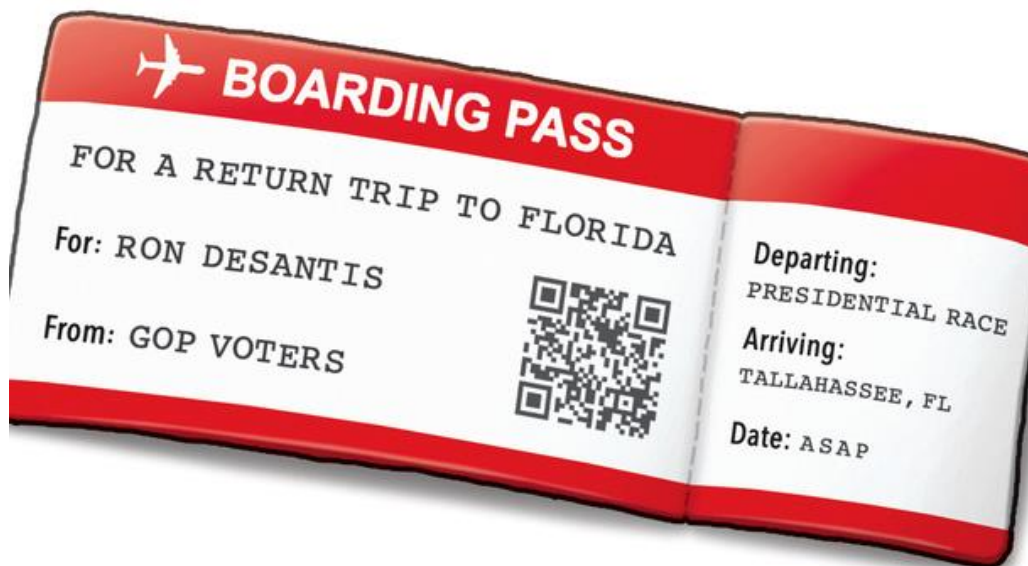 BOARDING PASS
FOR A RETURN TRIP TO FLORIDA
For: RON DESANTIS
From: GOP VOTERS
Departing:
PRESIDENTIAL RACE
Arriving:
TALLAHASSEE, FL
Date: ASAP